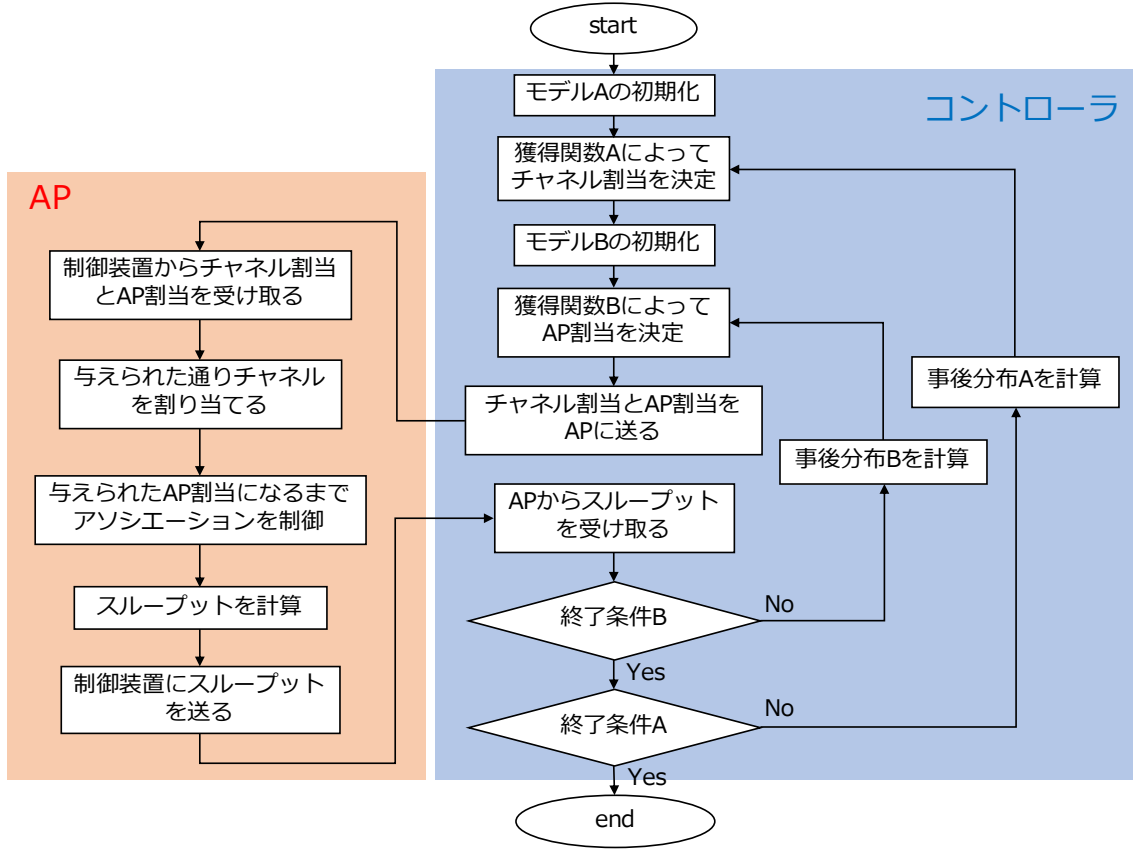 start
コントローラ
モデルAの初期化
獲得関数Aによって
チャネル割当を決定
モデルBの初期化
獲得関数Bによって
AP割当を決定
チャネル割当とAP割当を
APに送る
AP
制御装置からチャネル割当
とAP割当を受け取る
与えられた通りチャネル
を割り当てる
与えられたAP割当になるまで
アソシエーションを制御
スループットを計算
制御装置にスループット
を送る
APからスループット
を受け取る
終了条件B
No
事後分布Bを計算
Yes
終了条件A
No
事後分布Aを計算
Yes
end